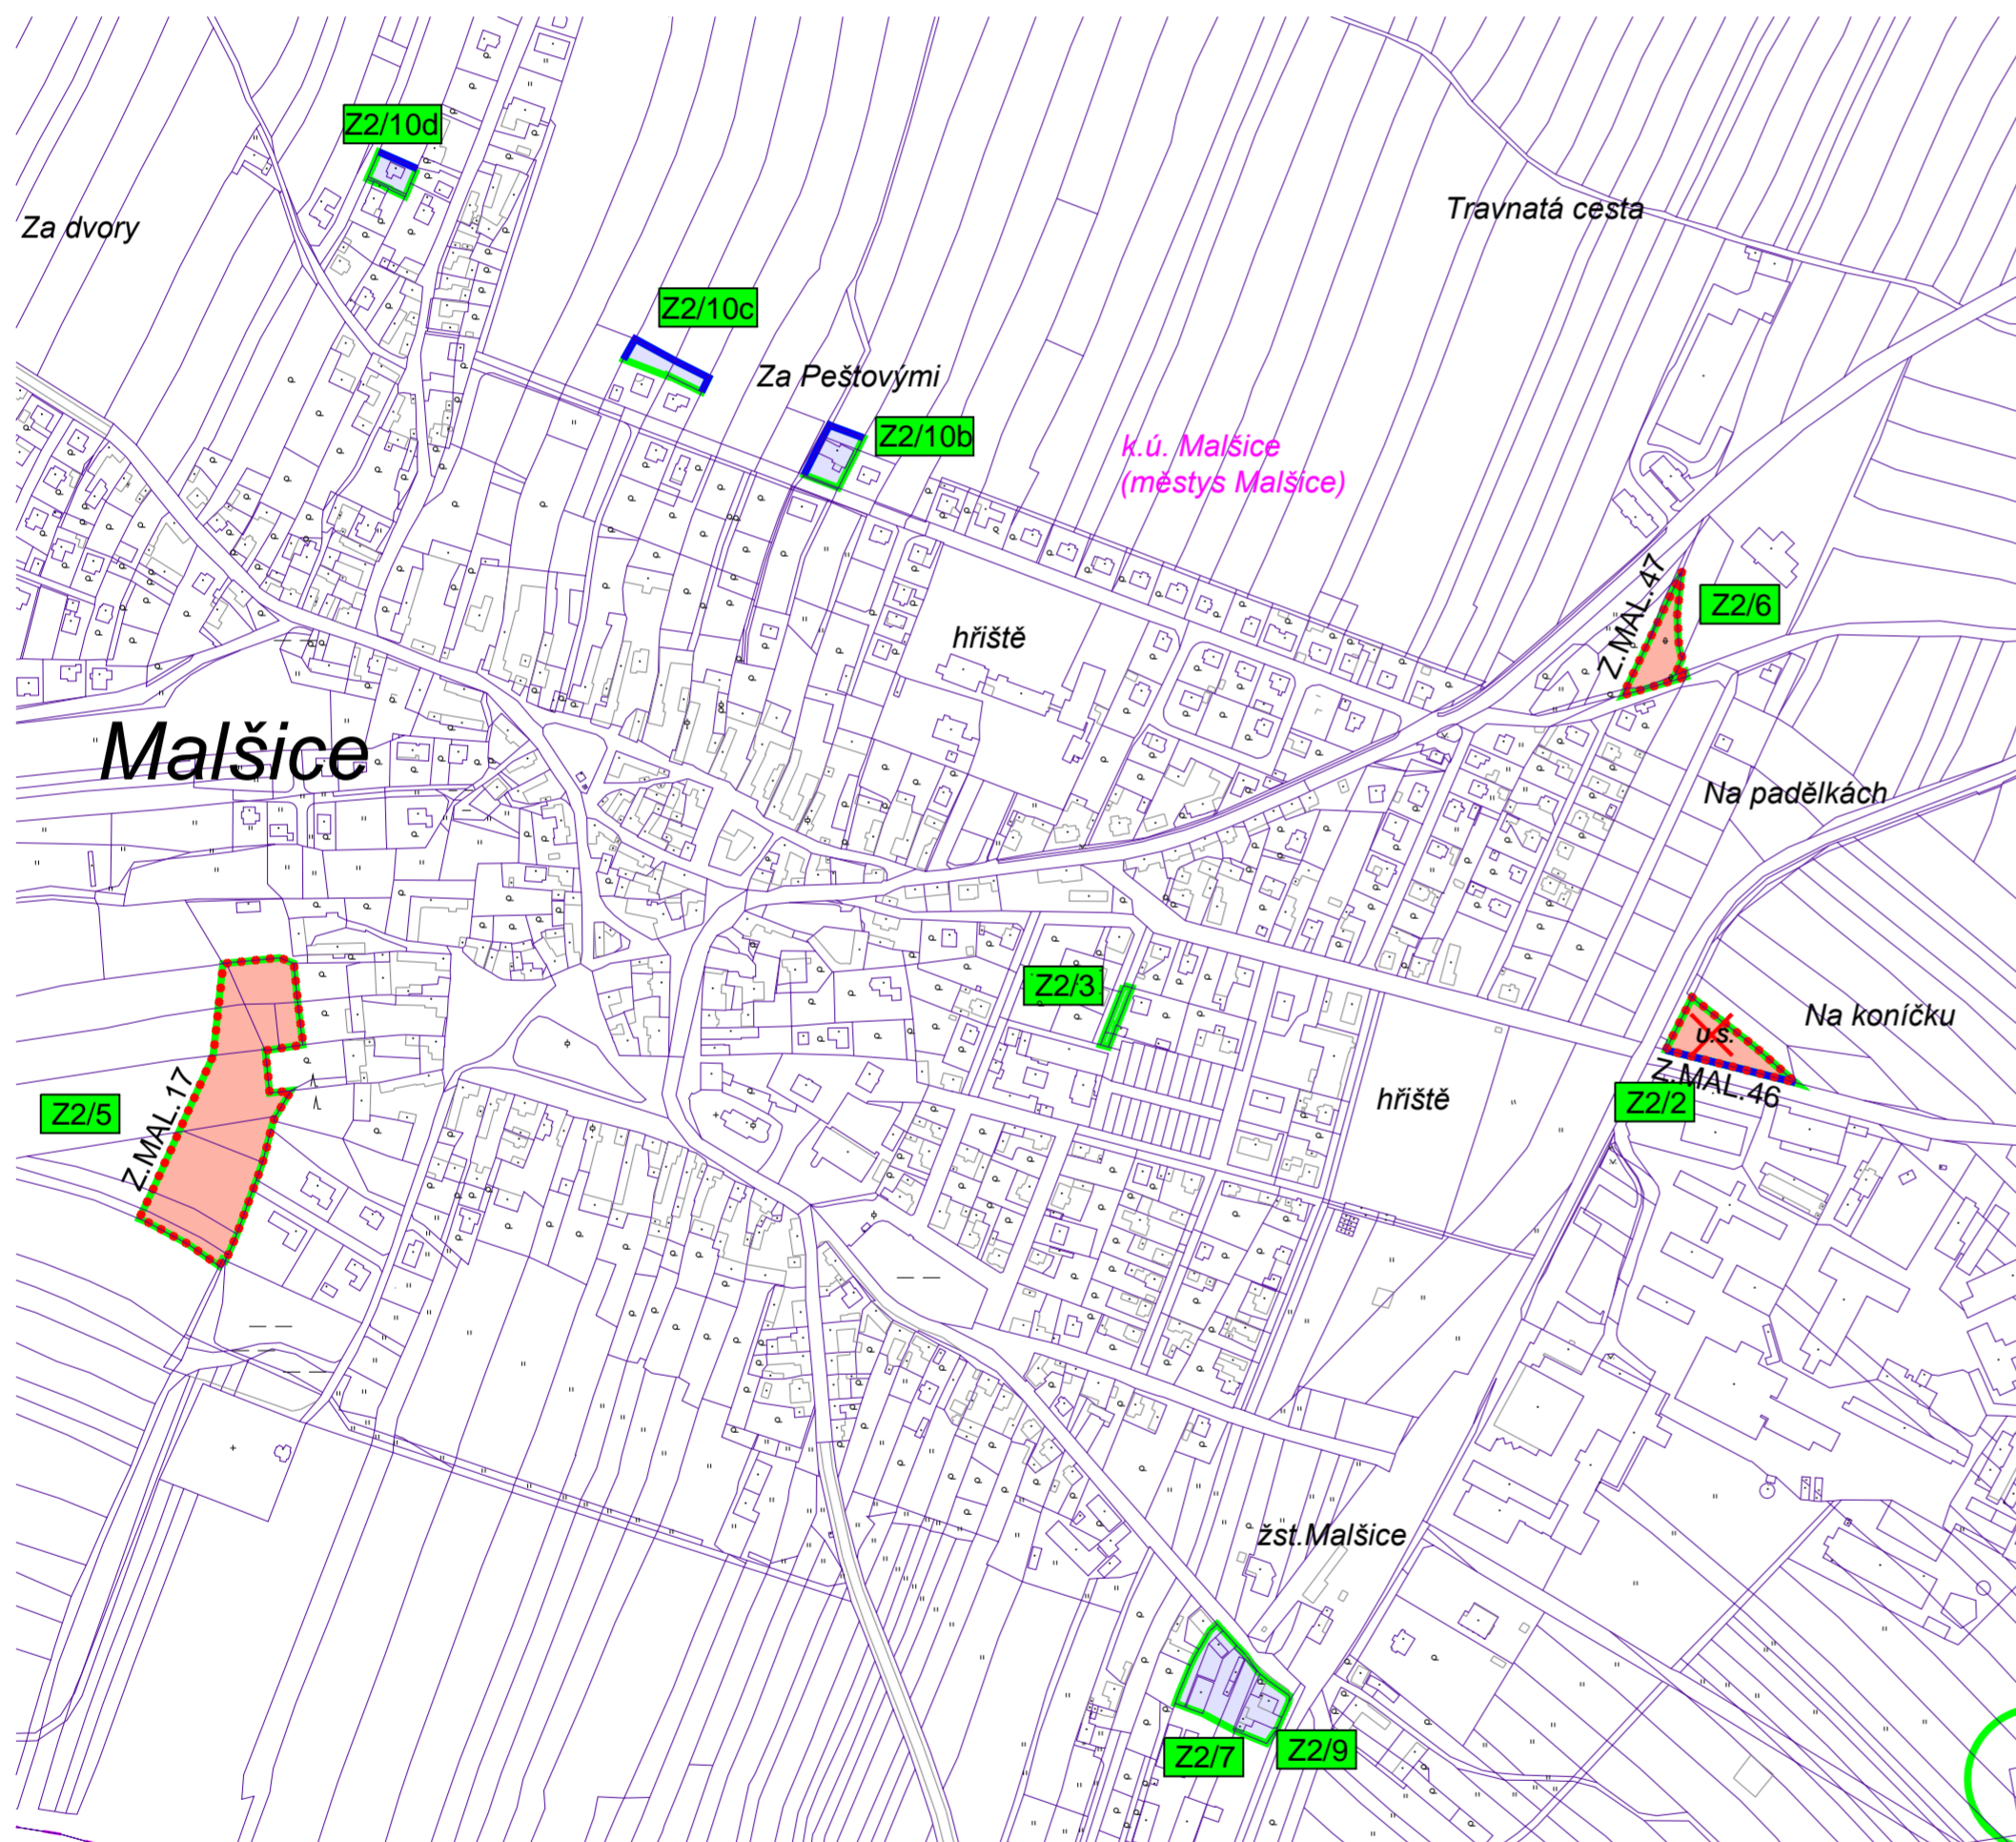 Z2/10d
Travnatá cesta
Za dvory
Z2/10c
Za Peštovými
Z2/10b
k.ú. Malšice
(městys Malšice)
Z.MAL.47
Z2/6
hřiště
Malšice
Na padělkách
Z2/3
Na koníčku
u.s.
Z.MAL.46
Z2/2
hřiště
Z2/5
Z.MAL. 17
žst.Malšice
Z2/7
Z2/9